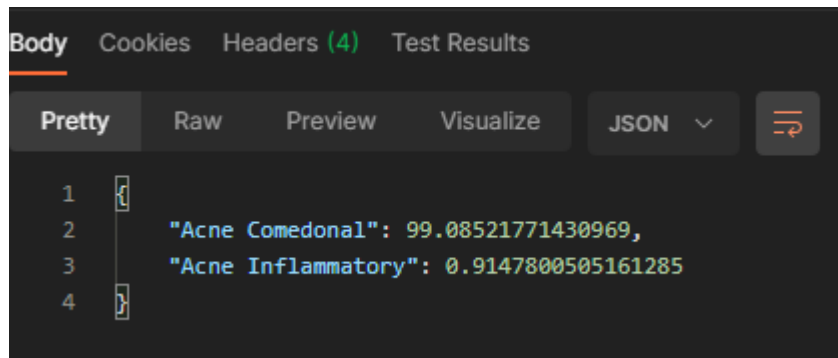 Body Cookies Headers (4) Test Results
Pretty Raw Preview Visualize JSON
1 {
2 "Acne Comedonal": 99.08521771430969,
3 "Acne Inflammatory": 0.9147800505161285
4 }